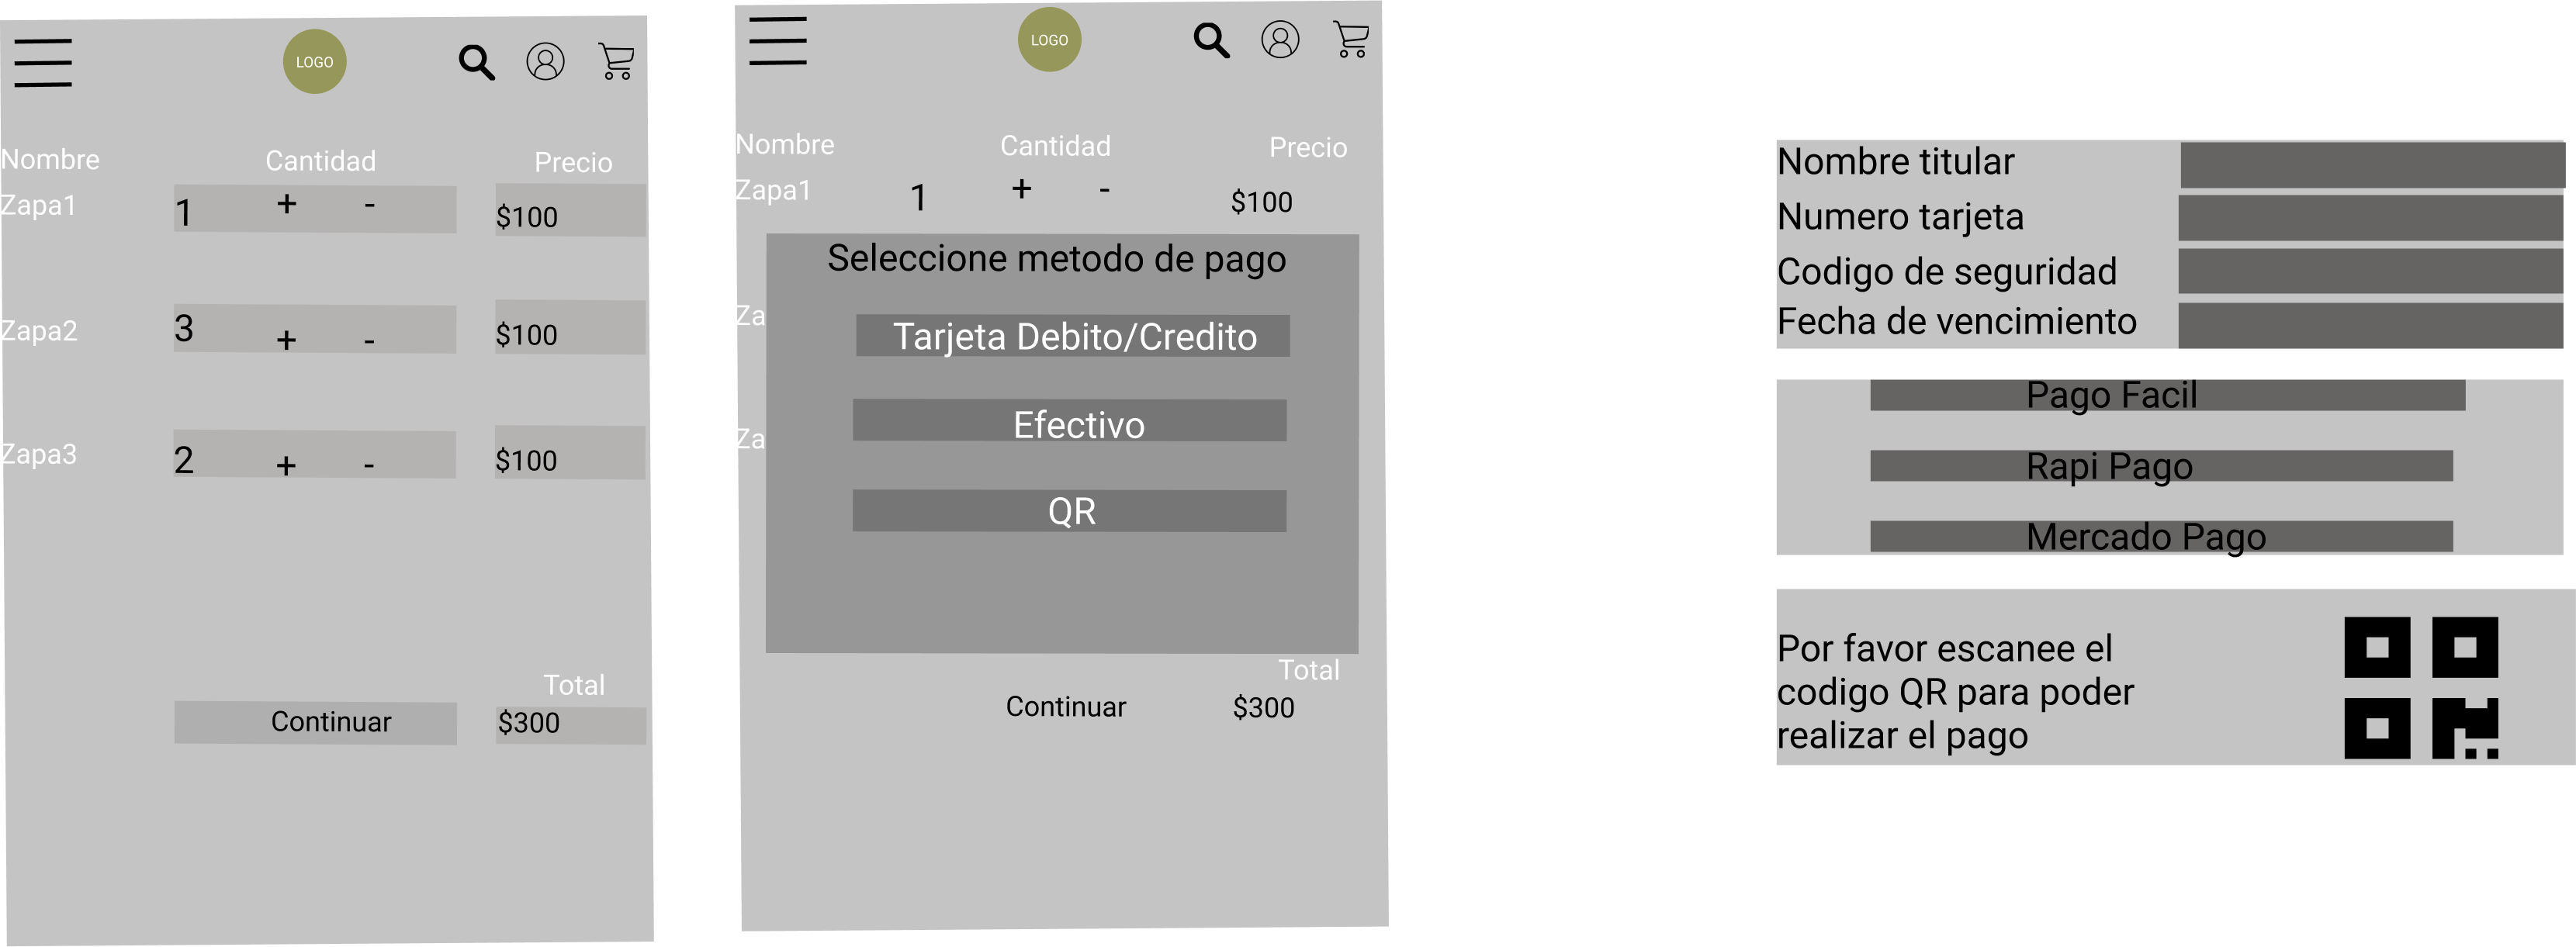 LOGO
Nombre Cantidad Precio
Zapa1 1 + - $100
Zapa2 3 + - $100
Zapa3 2 + - $100
Total
Continuar $300
LOGO
Nombre Cantidad Precio
Zapa1 1 + - $100
Seleccione metodo de pago
Za
Tarjeta Debito/Credito
Efectivo
Za
QR
Total
Continuar $300
Nombre titular
Numero tarjeta
Codigo de seguridad
Fecha de vencimiento
Pago Facil
Rapi Pago
Mercado Pago
Por favor escanee el
codigo QR para poder
realizar el pago